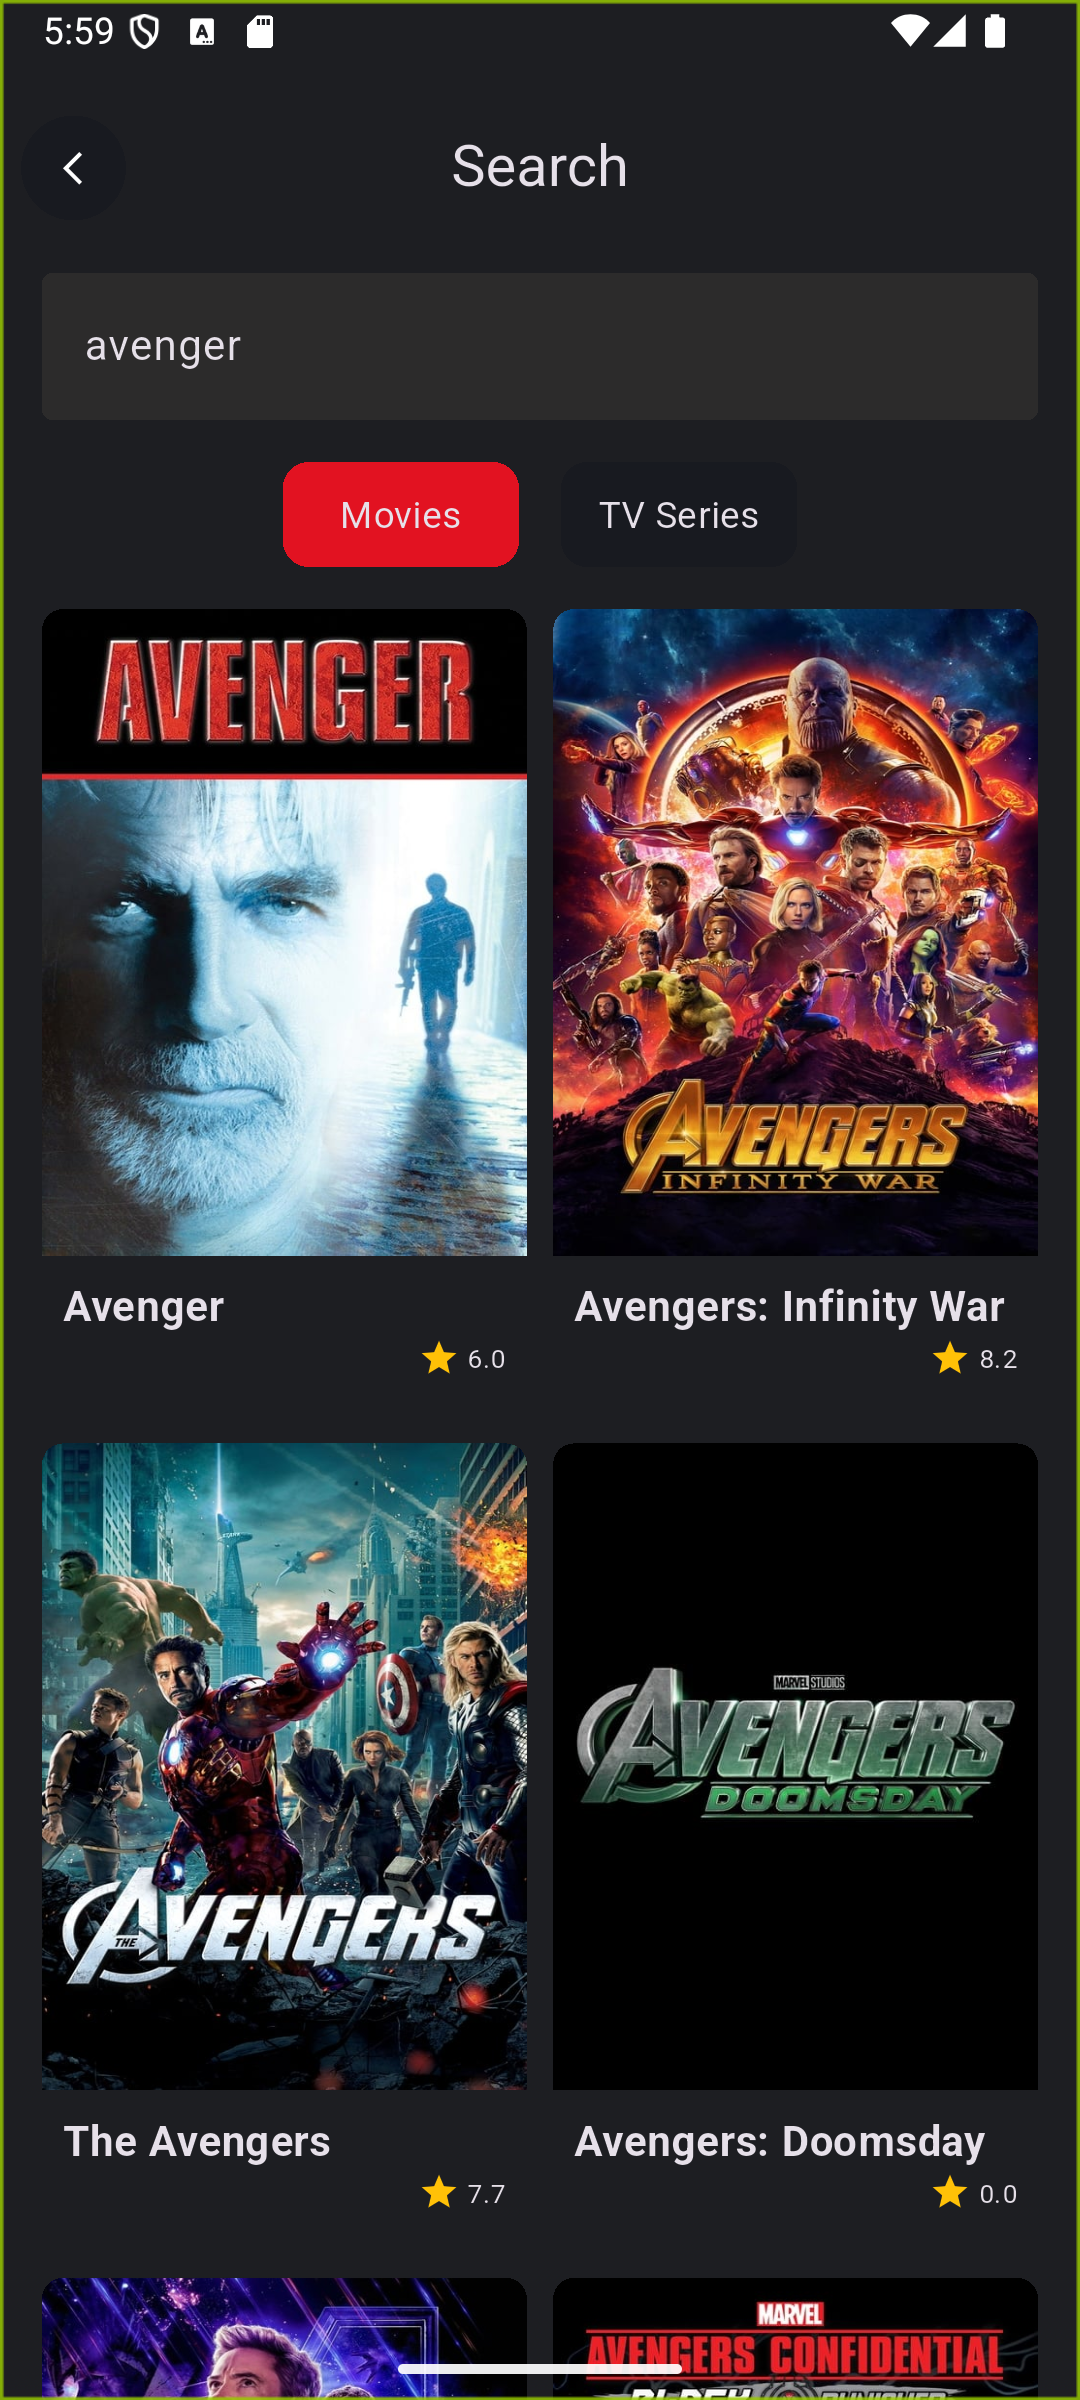 5:59
Search
avenger
Movies
TV Series
AVENGER
AVENGERS
INFINITY WAR
Avenger
6.0
Avengers: Infinity War
8.2
THE AVENGERS
MARVEL STUDIOS
AVENGERS
DOOMSDAY
The Avengers
7.7
Avengers: Doomsday
0.0
MARVEL
AVENGERS CONFIDENTIAL